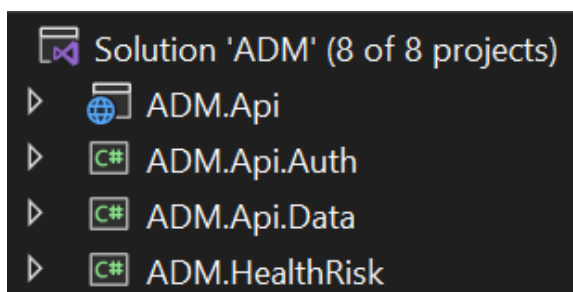 Solution 'ADM' (8 of 8 projects)
ADM.Api
C# ADM.Api.Auth
C# ADM.Api.Data
C# ADM.HealthRisk